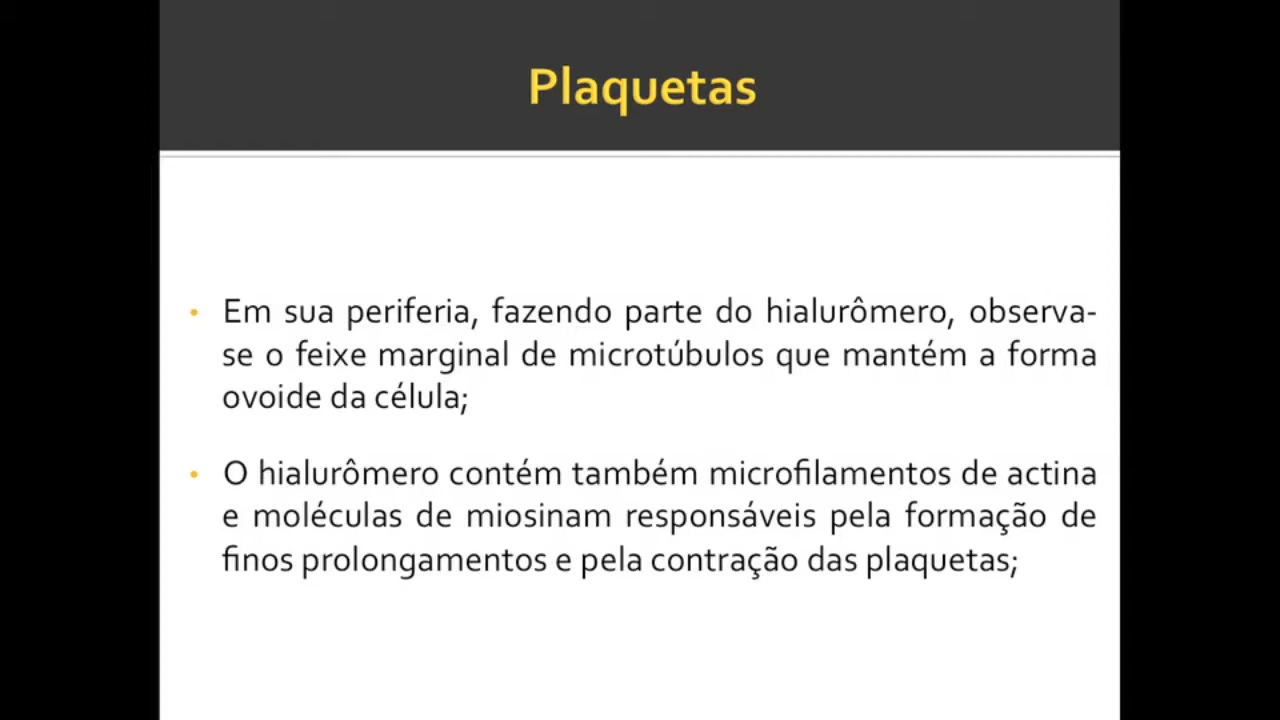 Plaquetas
• Em sua periferia, fazendo parte do hialurômero, observa-
se o feixe marginal de microtúbulos que mantém a forma
ovoide da célula;
• O hialurômero contém também microfilamentos de actina
e moléculas de miosinam responsáveis pela formação de
finos prolongamentos e pela contração das plaquetas;